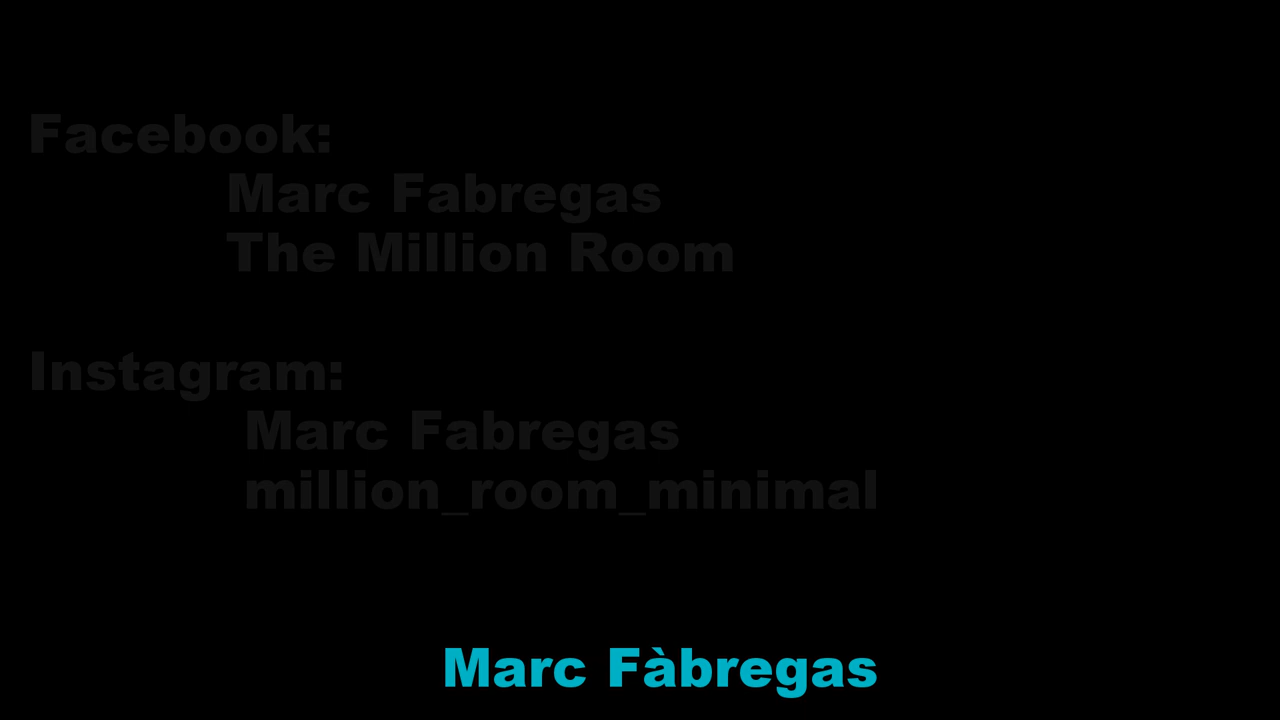 Facebook:
Marc Fabregas
The Million Room
Instagram:
Marc Fabregas
million_room_minimal
Marc Fàbregas